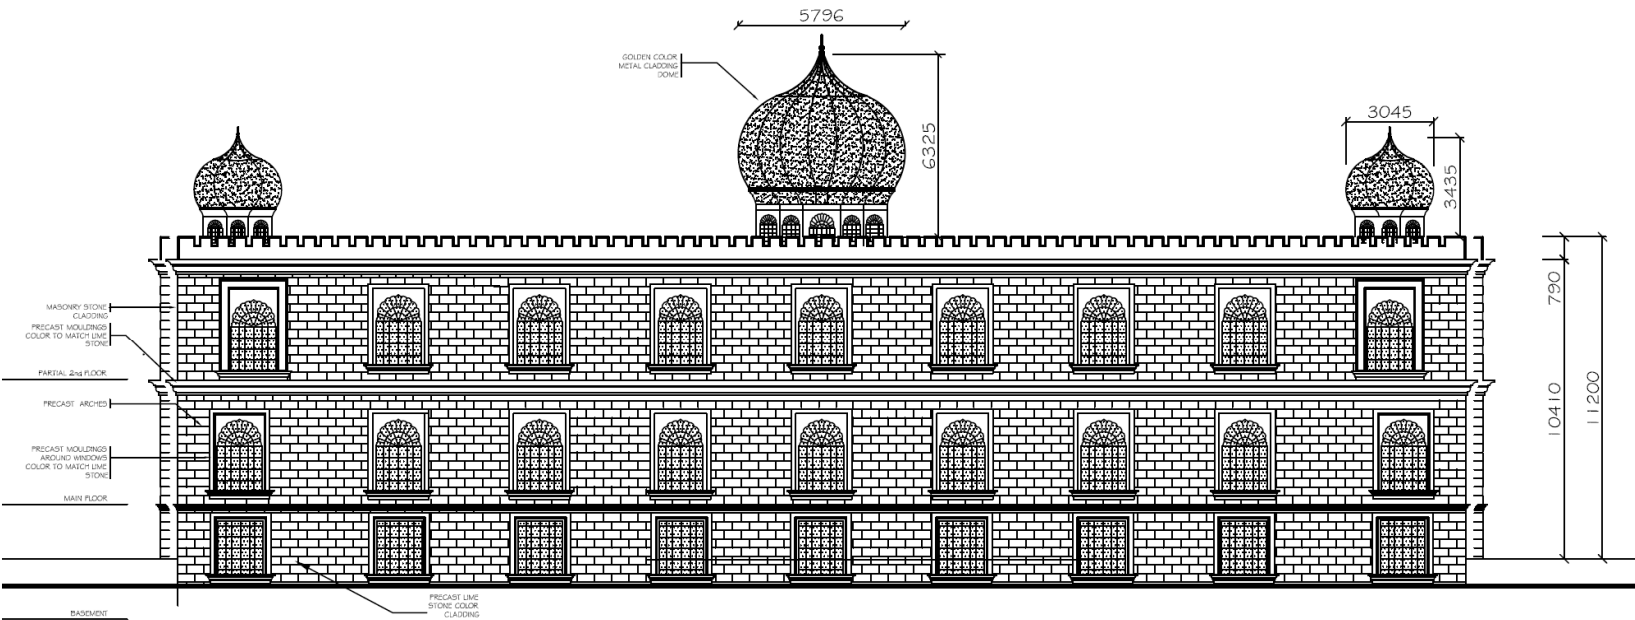 5796
GOLDEN COLOR
METAL CLADDING
DOME
6325
3045
3435
MASONRY STONE
CLADDING
PRECAST MOULDINGS
COLOR TO MATCH LIME
STONE
PARTIAL 2nd FLOOR
PRECAST ARCHES
PRECAST MOULDINGS
AROUND WINDOWS
COLOR TO MATCH LIME
STONE
MAIN FLOOR
790
10410
11200
PRECAST LIME
STONE COLOR
CLADDING
BASEMENT